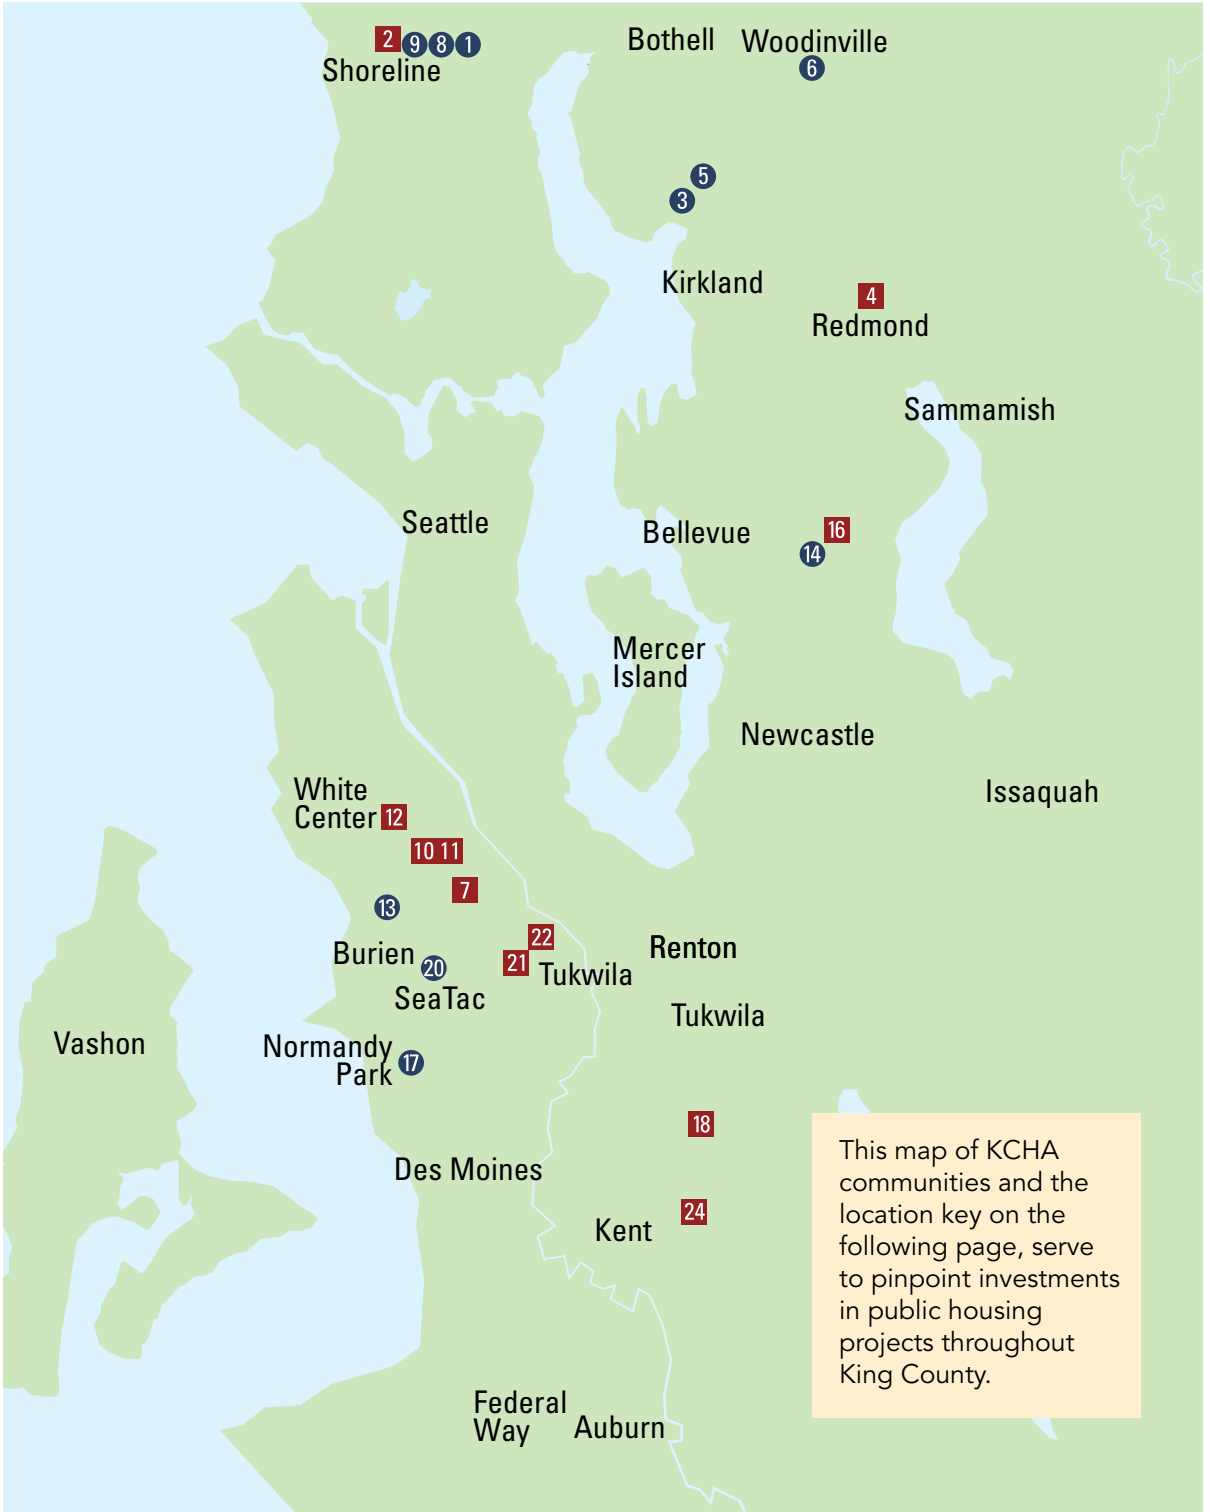 2 9 8 1
Shoreline
Bothell
Woodinville
6
5
3
Kirkland
4
Redmond
Sammamish
Seattle
Bellevue
16
14
Mercer
Island
Newcastle
Issaquah
White
Center 12
10 11
7
13
Burien
20
SeaTac
22
21
Tukwila
Renton
Tukwila
Vashon
Normandy
Park
17
18
Des Moines
24
Kent
This map of KCHA
communities and the
location key on the
following page, serve
to pinpoint investments
in public housing
projects throughout
King County.
Federal
Way
Auburn